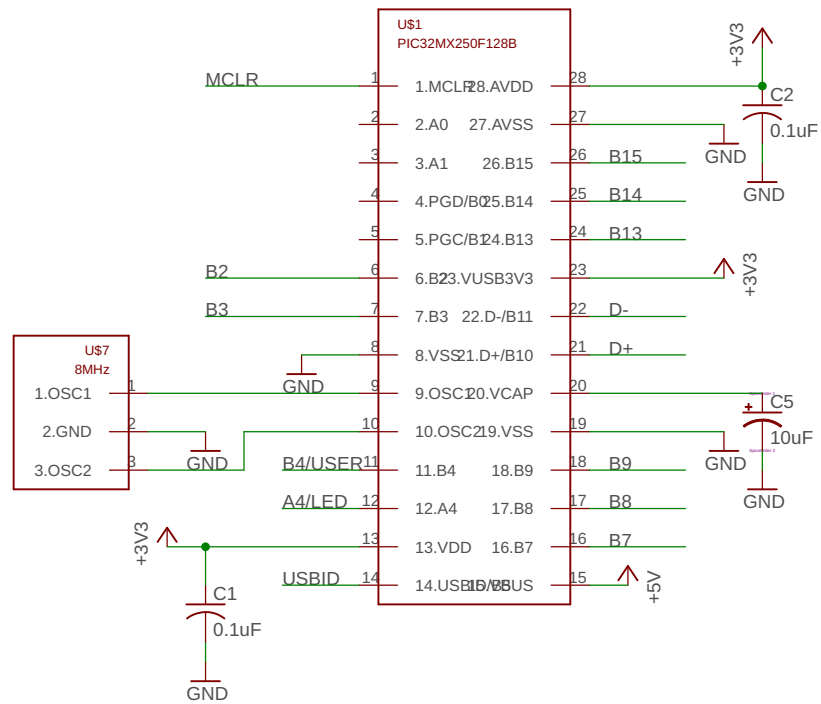 U$1
PIC32MX250F128B
+3V3
MCLR 1 1.MCLR 28.AVDD 28
C2
0.1uF
2 2.A0 27.AVSS 27
GND
3 3.A1 26.B15 26 B15
GND
4 4.PGD/B0 25.B14 25 B14
5 5.PGC/B1 24.B13 24 B13
B2 6 6.B2 23.VUSB3V3 23
+3V3
B3 7 7.B3 22.D-/B11 22 D-
U$7
8MHz
8 8.VSS 21.D+/B10 21 D+
GND
1.OSC1 1 9 9.OSC1 20.VCAP 20
+ C5
10uF
2.GND 2 10 10.OSC2 19.VSS 19
GND
GND
3.OSC2 3 B4/USER 11 11.B4 18.B9 18 B9
GND
A4/LED 12 12.A4 17.B8 17 B8
+3V3
13 13.VDD 16.B7 16 B7
USBID 14 14.USBID/B5 15.VBUS 15
+5V
C1
0.1uF
GND